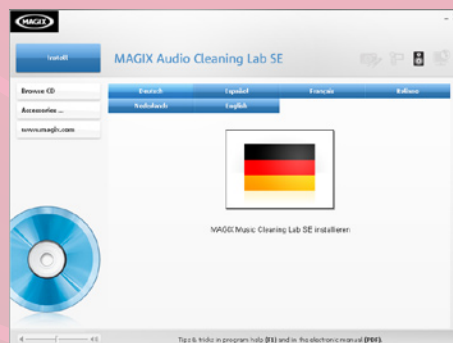 MAGIX
Install
MAGIX Audio Cleaning Lab SE
Browse CD
Accessories ...
www.magix.com
Deutsch Español Français Italiano
Nederlands English
MAGIX Music Cleaning Lab SE installieren
Tips & tricks in program help (F1) and in the electronic manual (PDF).